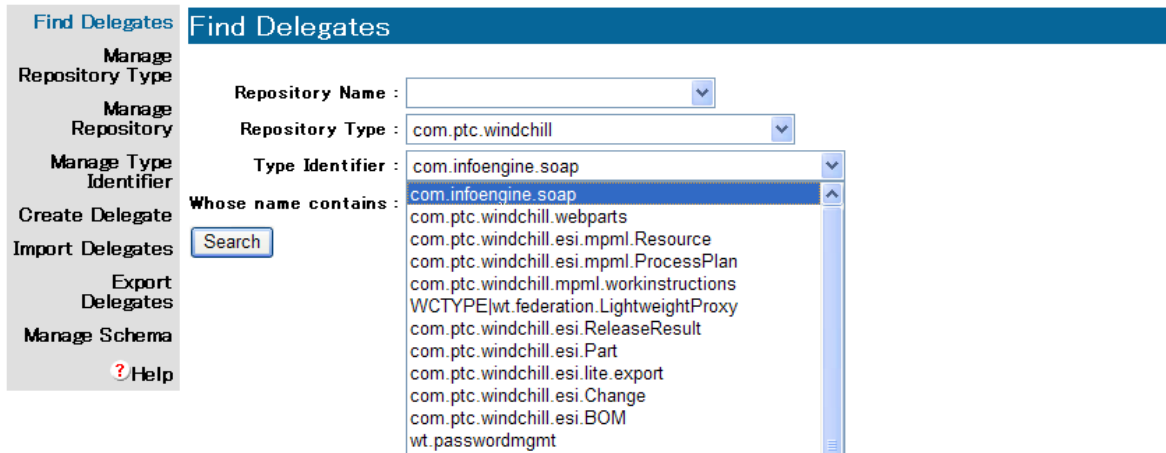 Find Delegates
Manage
Repository Type
Manage
Repository
Manage Type
Identifier
Create Delegate
Import Delegates
Export
Delegates
Manage Schema
?Help
Find Delegates
Repository Name :
Repository Type : com.ptc.windchill
Type Identifier : com.infoengine.soap
Whose name contains :
com.infoengine.soap
com.ptc.windchill.webparts
com.ptc.windchill.esi.mpml.Resource
com.ptc.windchill.esi.mpml.ProcessPlan
com.ptc.windchill.mpml.workinstructions
WCTYPE|wt.federation.LightweightProxy
com.ptc.windchill.esi.ReleaseResult
com.ptc.windchill.esi.Part
com.ptc.windchill.esi.lite.export
com.ptc.windchill.esi.Change
com.ptc.windchill.esi.BOM
wt.passwordmgmt
Search